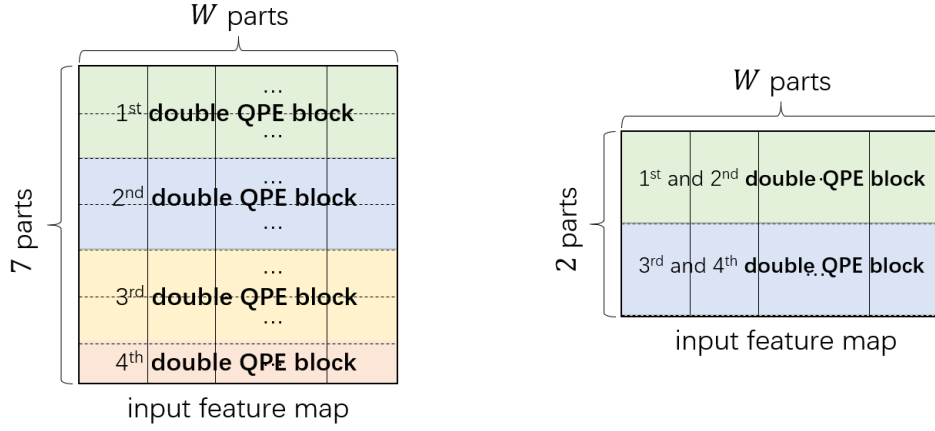 W parts
7 parts
...
1st double QPE block
...
...
2nd double QPE block
...
...
3rd double QPE block
...
4th double QPE block
input feature map
W parts
2 parts
1st and 2nd double QPE block
3rd and 4th double QPE block
...
input feature map